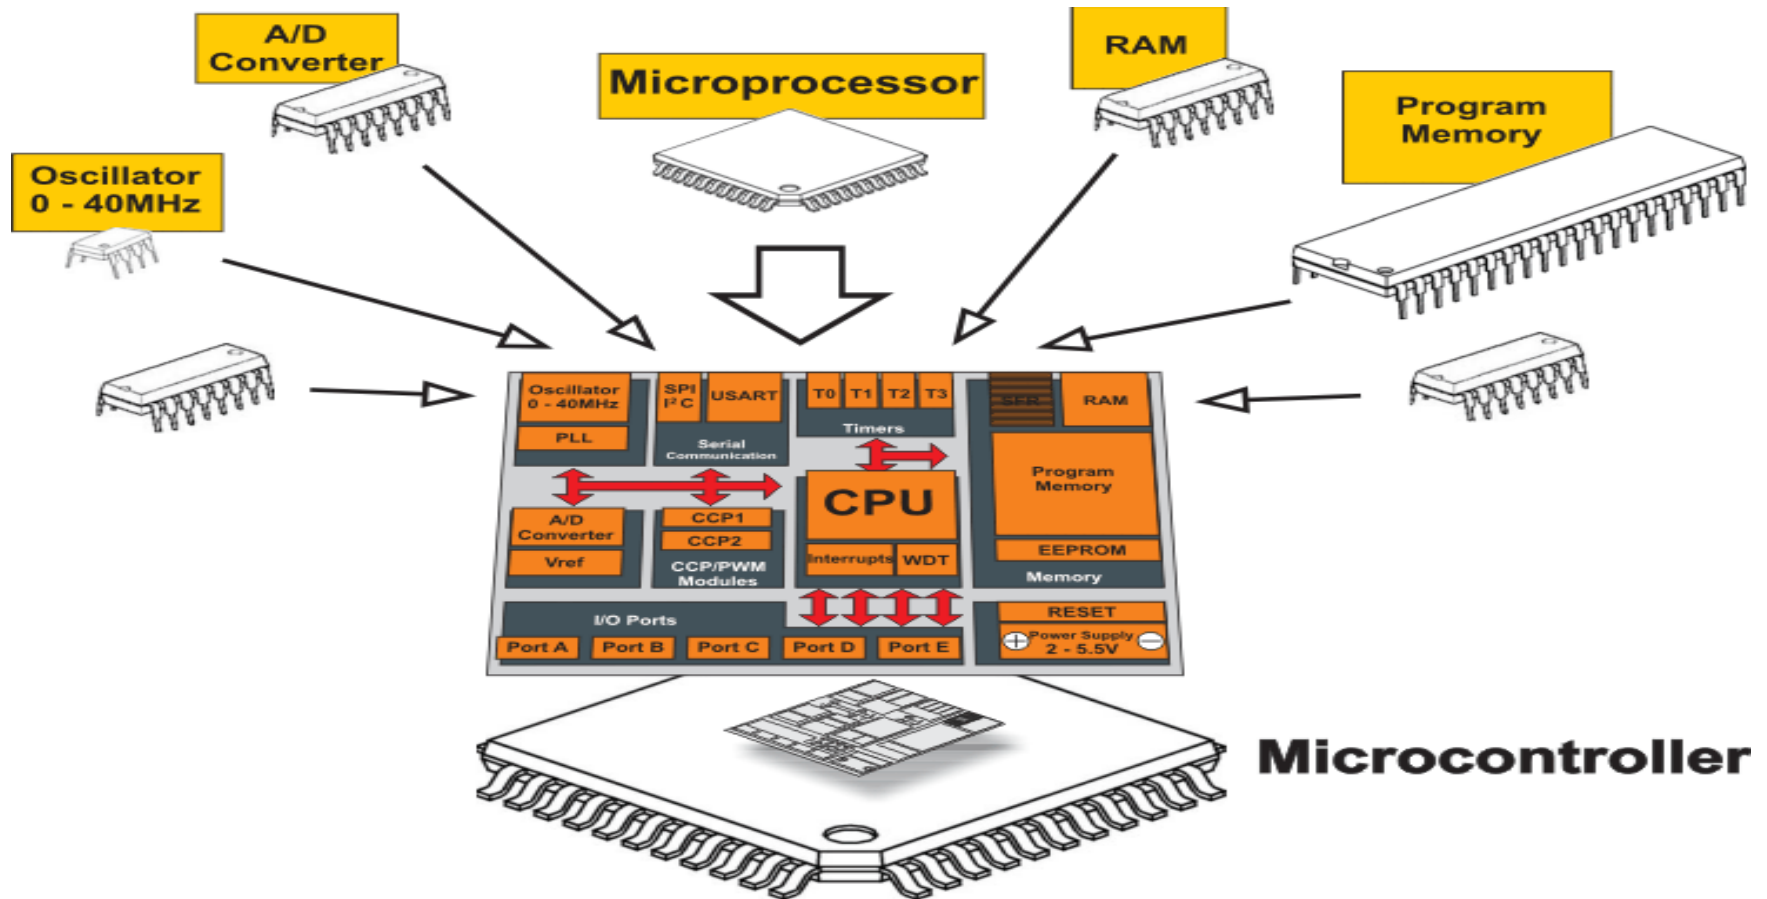 A/D
Converter
Microprocessor
RAM
Program
Memory
Oscillator
0 - 40MHz
Oscillator
0 - 40MHz
PLL
SPI
I²C
USART
Serial
Communication
T0 T1 T2 T3
Timers
SFR
RAM
Program
Memory
EEPROM
Memory
A/D
Converter
Vref
CCP1
CCP2
CCP/PWM
Modules
CPU
Interrupts WDT
I/O Ports
Port A Port B Port C Port D Port E
RESET
+ Power Supply −
2 - 5.5V
Microcontroller